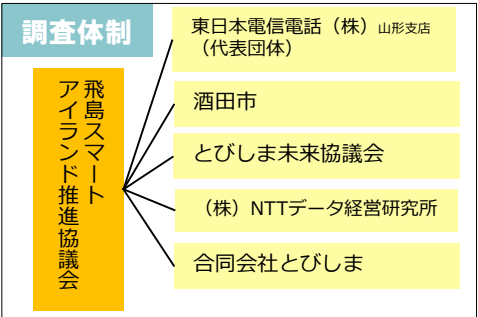 調査体制
飛島スマート
アイランド推進協議会
東日本電信電話（株）山形支店
（代表団体）
酒田市
とびしま未来協議会
（株）NTTデータ経営研究所
合同会社とびしま